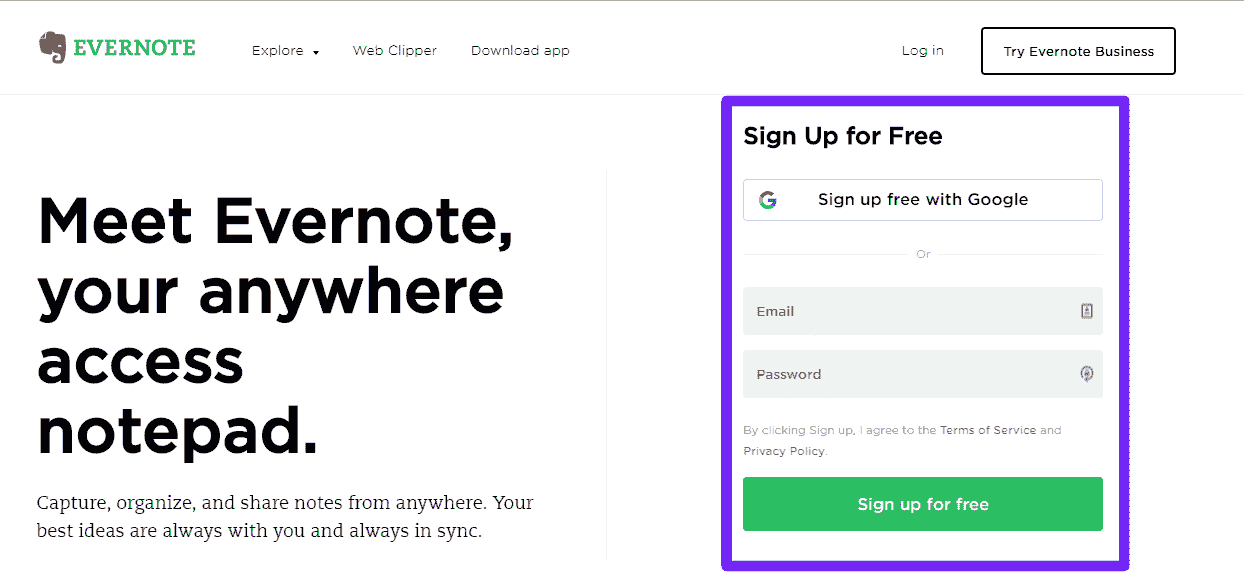 EVERNOTE
Explore
Web Clipper
Download app
Log in
Try Evernote Business
Meet Evernote,
your anywhere
access
notepad.
Capture, organize, and share notes from anywhere. Your
best ideas are always with you and always in sync.
Sign Up for Free
Sign up free with Google
Or
Email
Password
By clicking Sign up, I agree to the Terms of Service and
Privacy Policy.
Sign up for free